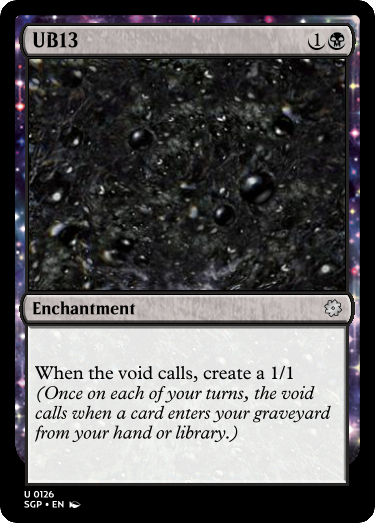 UB13 1
Enchantment
When the void calls, create a 1/1
(Once on each of your turns, the void
calls when a card enters your graveyard
from your hand or library.)
U 0126
SGP • EN